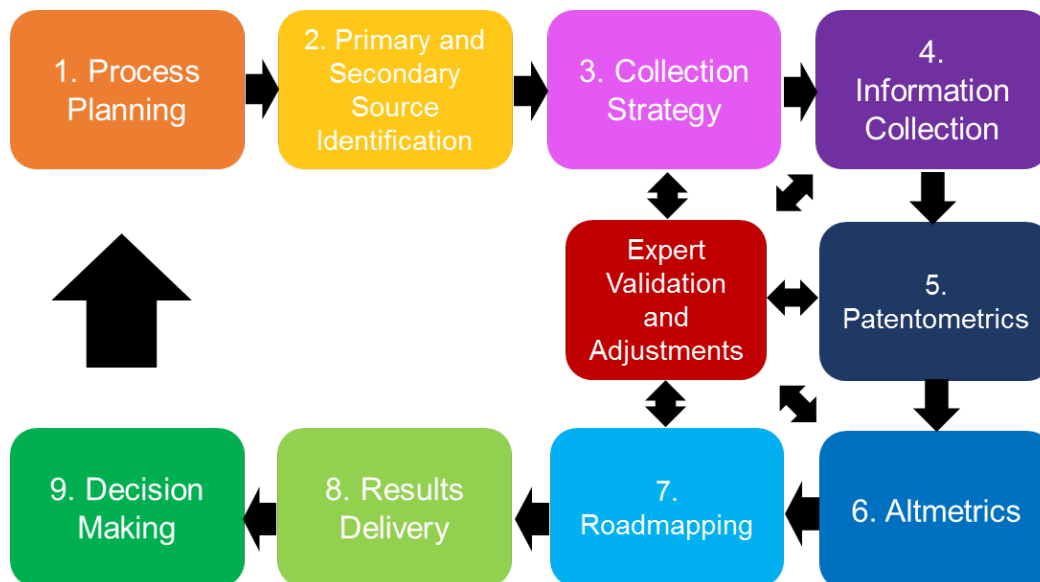 1. Process
Planning
2. Primary and
Secondary
Source
Identification
3. Collection
Strategy
4.
Information
Collection
Expert
Validation
and
Adjustments
5.
Patentometrics
9. Decision
Making
8. Results
Delivery
7.
Roadmapping
6. Altmetrics